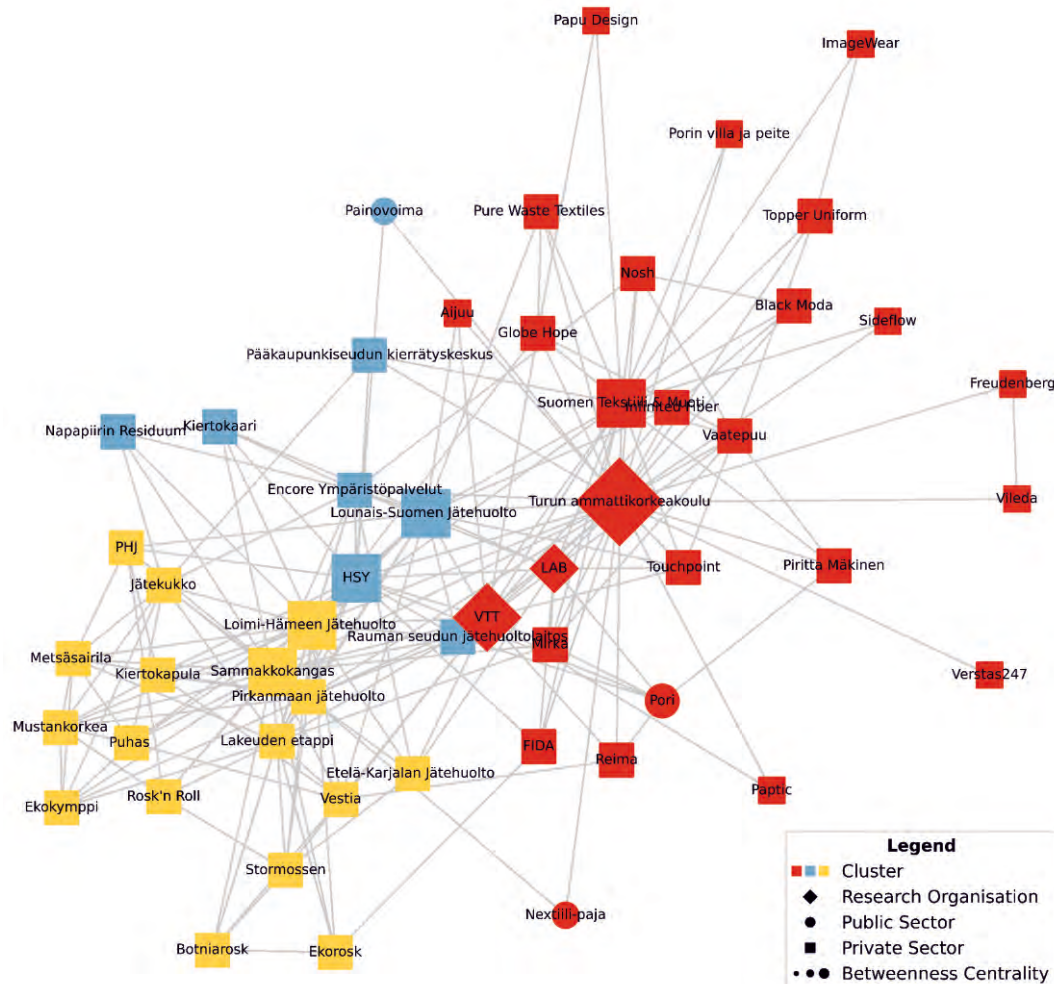 Papu Design
ImageWear
Porin villa ja peite
Painovoima
Pure Waste Textiles
Topper Uniform
Nosh
Black Moda
Aljuu
Globe Hope
Sideflow
Pääkaupunkiseudun kierrätyskeskus
Freudenberg
Suomen Tekstiili & Muoti
Infinited Fiber
Napapiirin Residuum
Kiertokaari
Vaatepuu
Encore Ympäristöpalvelut
Turun ammattikorkeakoulu
Vileda
Lounais-Suomen Jätehuolto
PHJ
LAB
Touchpoint
Piritta Mäkinen
HSY
Jätekukko
VTT
Loimi-Hämeen Jätehuolto
Rauman seudun jätehuoltolaitos
Mirka
Metsäsairila
Kiertokapula
Sammakkokangas
Verstas247
Pirkanmaan jätehuolto
Pori
Mustankorkea
Puhas
Lakeuden etappi
FIDA
Reima
Etelä-Karjalan Jätehuolto
Ekokymppi
Rosk'n Roll
Vestia
Paptic
Stormossen
Nextiili-paja
Botniarosk
Ekorosk
Legend
Cluster
Research Organisation
Public Sector
Private Sector
Betweenness Centrality